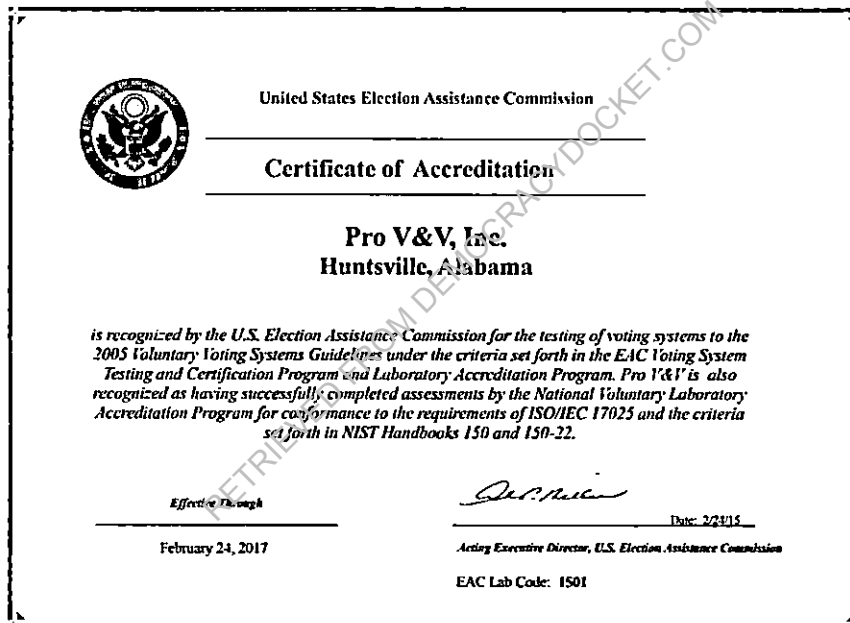 United States Election Assistance Commission
Certificate of Accreditation
Pro V&V, Inc.
Huntsville, Alabama
is recognized by the U.S. Election Assistance Commission for the testing of voting systems to the
2005 Voluntary Voting Systems Guidelines under the criteria set forth in the EAC Voting System
Testing and Certification Program and Laboratory Accreditation Program. Pro V&V is also
recognized as having successfully completed assessments by the National Voluntary Laboratory
Accreditation Program for conformance to the requirements of ISO/IEC 17025 and the criteria
set forth in NIST Handbooks 150 and 150-22.
Effective Through
February 24, 2017
Date: 2/24/15
Acting Executive Director, U.S. Election Assistance Commission
EAC Lab Code: 1501
RETRIEVED FROM DEMOCRACYDOCKET.COM